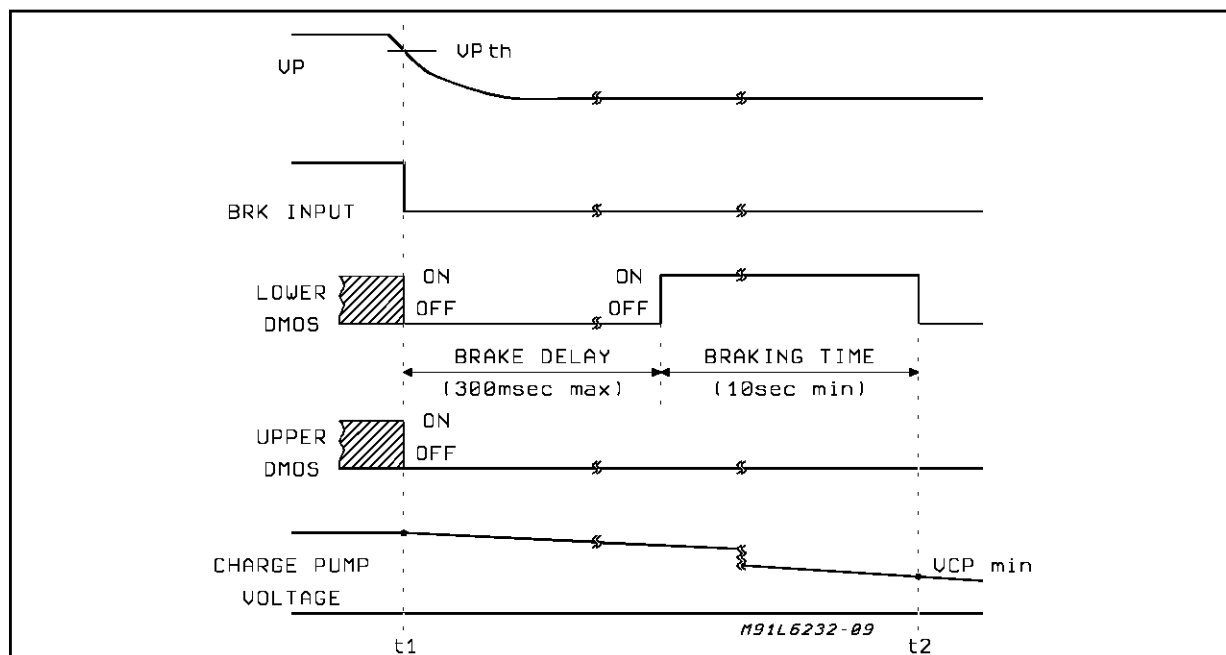 VP th
VP
BRK INPUT
ON ON
LOWER
OFF OFF
DMOS
BRAKE DELAY BRAKING TIME
(300msec max) (10sec min)
ON
UPPER
OFF
DMOS
CHARGE PUMP VCP min
VOLTAGE
M91L6232-09
t1 t2